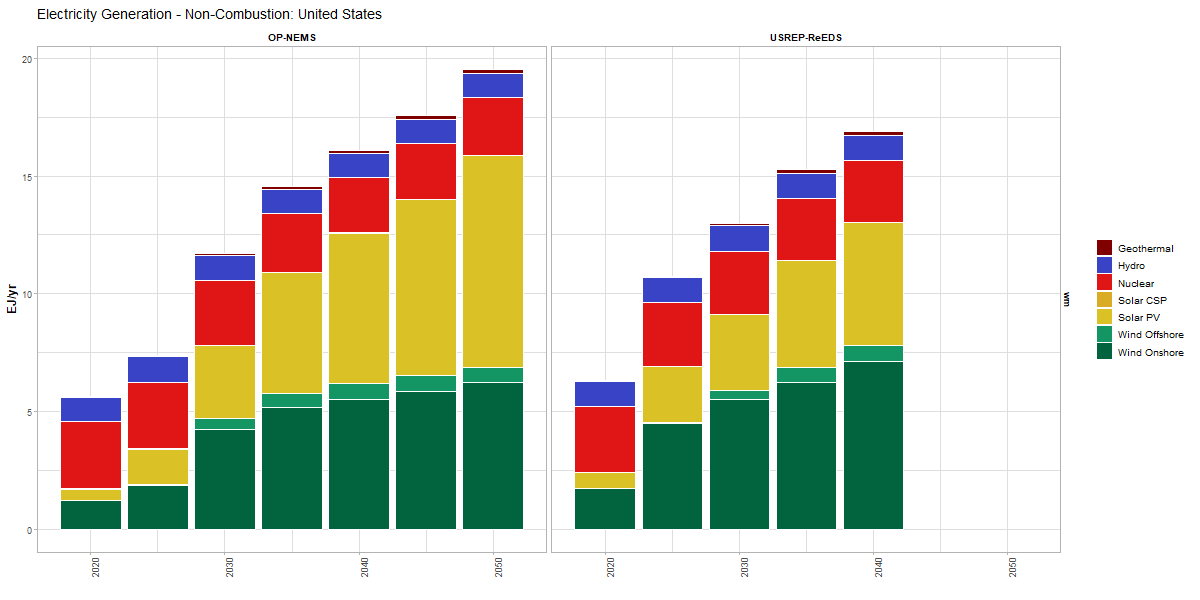 Electricity Generation - Non-Combustion: United States
OP-NEMS
USREP-ReEDS
EJ/yr
20
15
10
5
0
2020
2030
2040
2050
2020
2030
2040
2050
wm
Geothermal
Hydro
Nuclear
Solar CSP
Solar PV
Wind Offshore
Wind Onshore